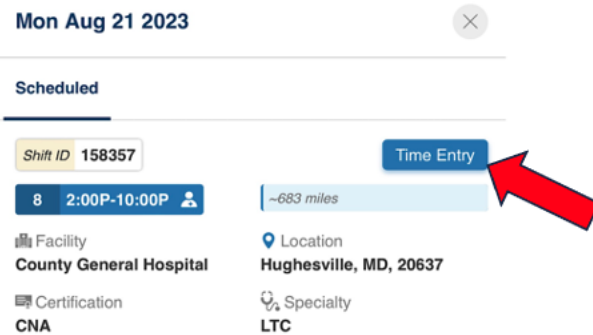 Mon Aug 21 2023
Scheduled
Shift ID 158357
Time Entry
8 2:00P-10:00P
~683 miles
Facility
Location
County General Hospital
Hughesville, MD, 20637
Certification
Specialty
CNA
LTC